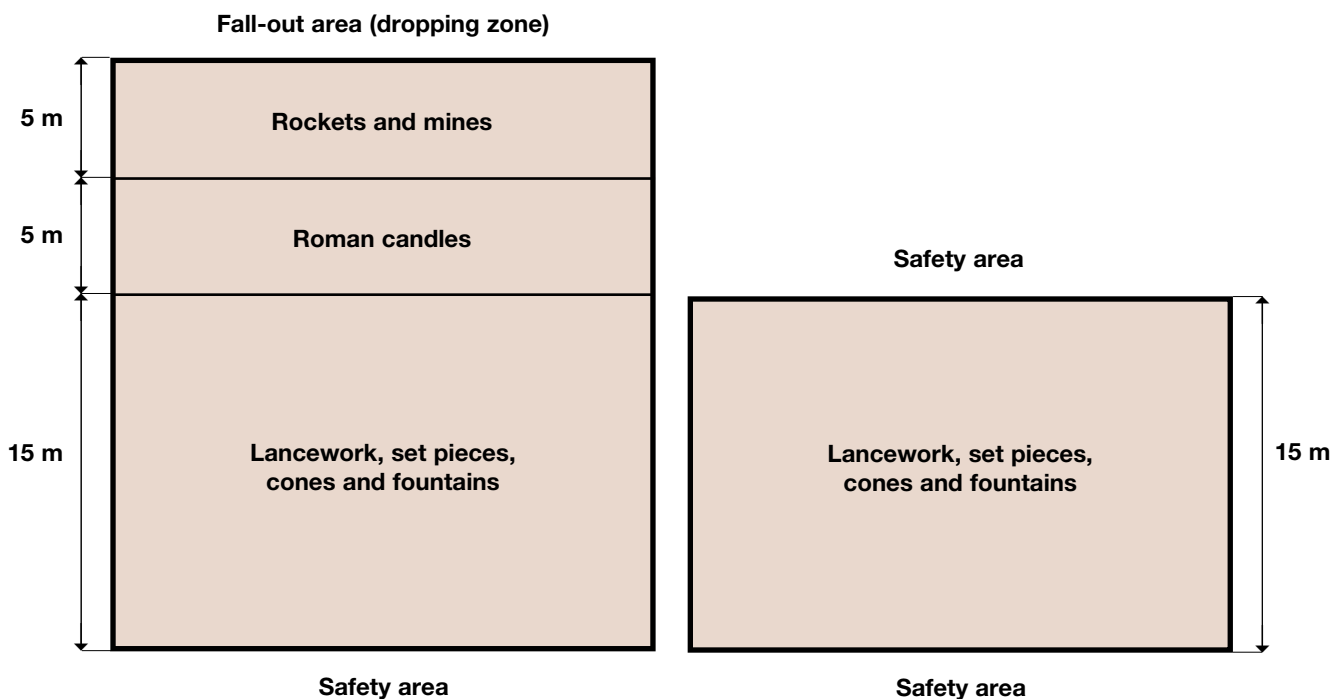 Fall-out area (dropping zone)
5 m
Rockets and mines
5 m
Roman candles
15 m
Lancework, set pieces,
cones and fountains
Safety area
Safety area
Lancework, set pieces,
cones and fountains
15 m
Safety area